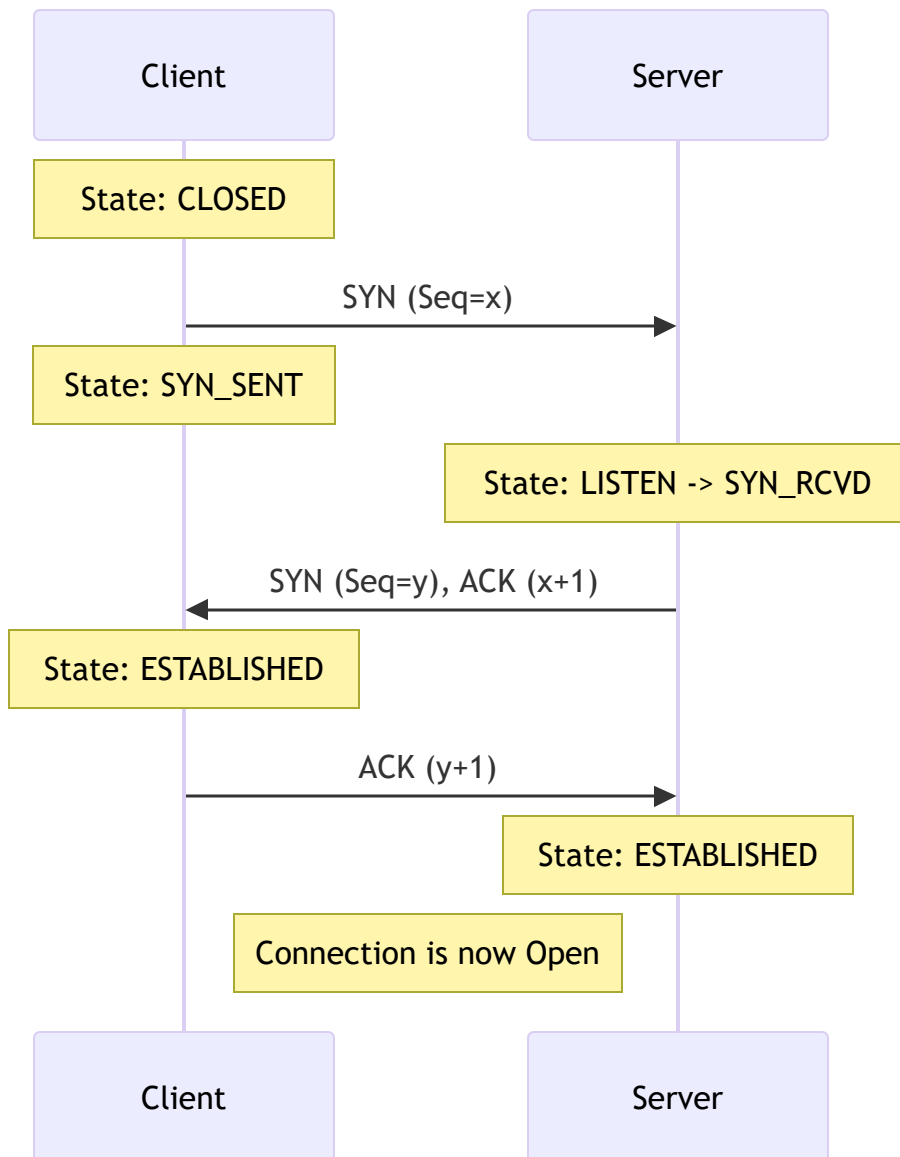 Client
Server
State: CLOSED
SYN (Seq=x)
State: SYN_SENT
State: LISTEN -> SYN_RCVD
SYN (Seq=y), ACK (x+1)
State: ESTABLISHED
ACK (y+1)
State: ESTABLISHED
Connection is now Open
Client
Server